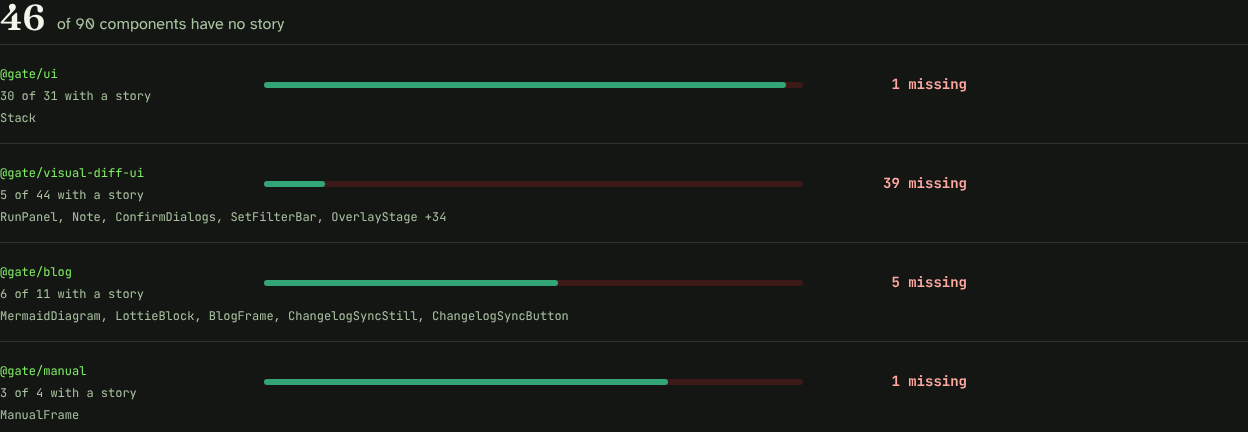 46 of 90 components have no story
@gate/ui
30 of 31 with a story
1 missing
Stack
@gate/visual-diff-ui
5 of 44 with a story
39 missing
RunPanel, Note, ConfirmDialogs, SetFilterBar, OverlayStage +34
@gate/blog
6 of 11 with a story
5 missing
MermaidDiagram, LottieBlock, BlogFrame, ChangelogSyncStill, ChangelogSyncButton
@gate/manual
3 of 4 with a story
1 missing
ManualFrame